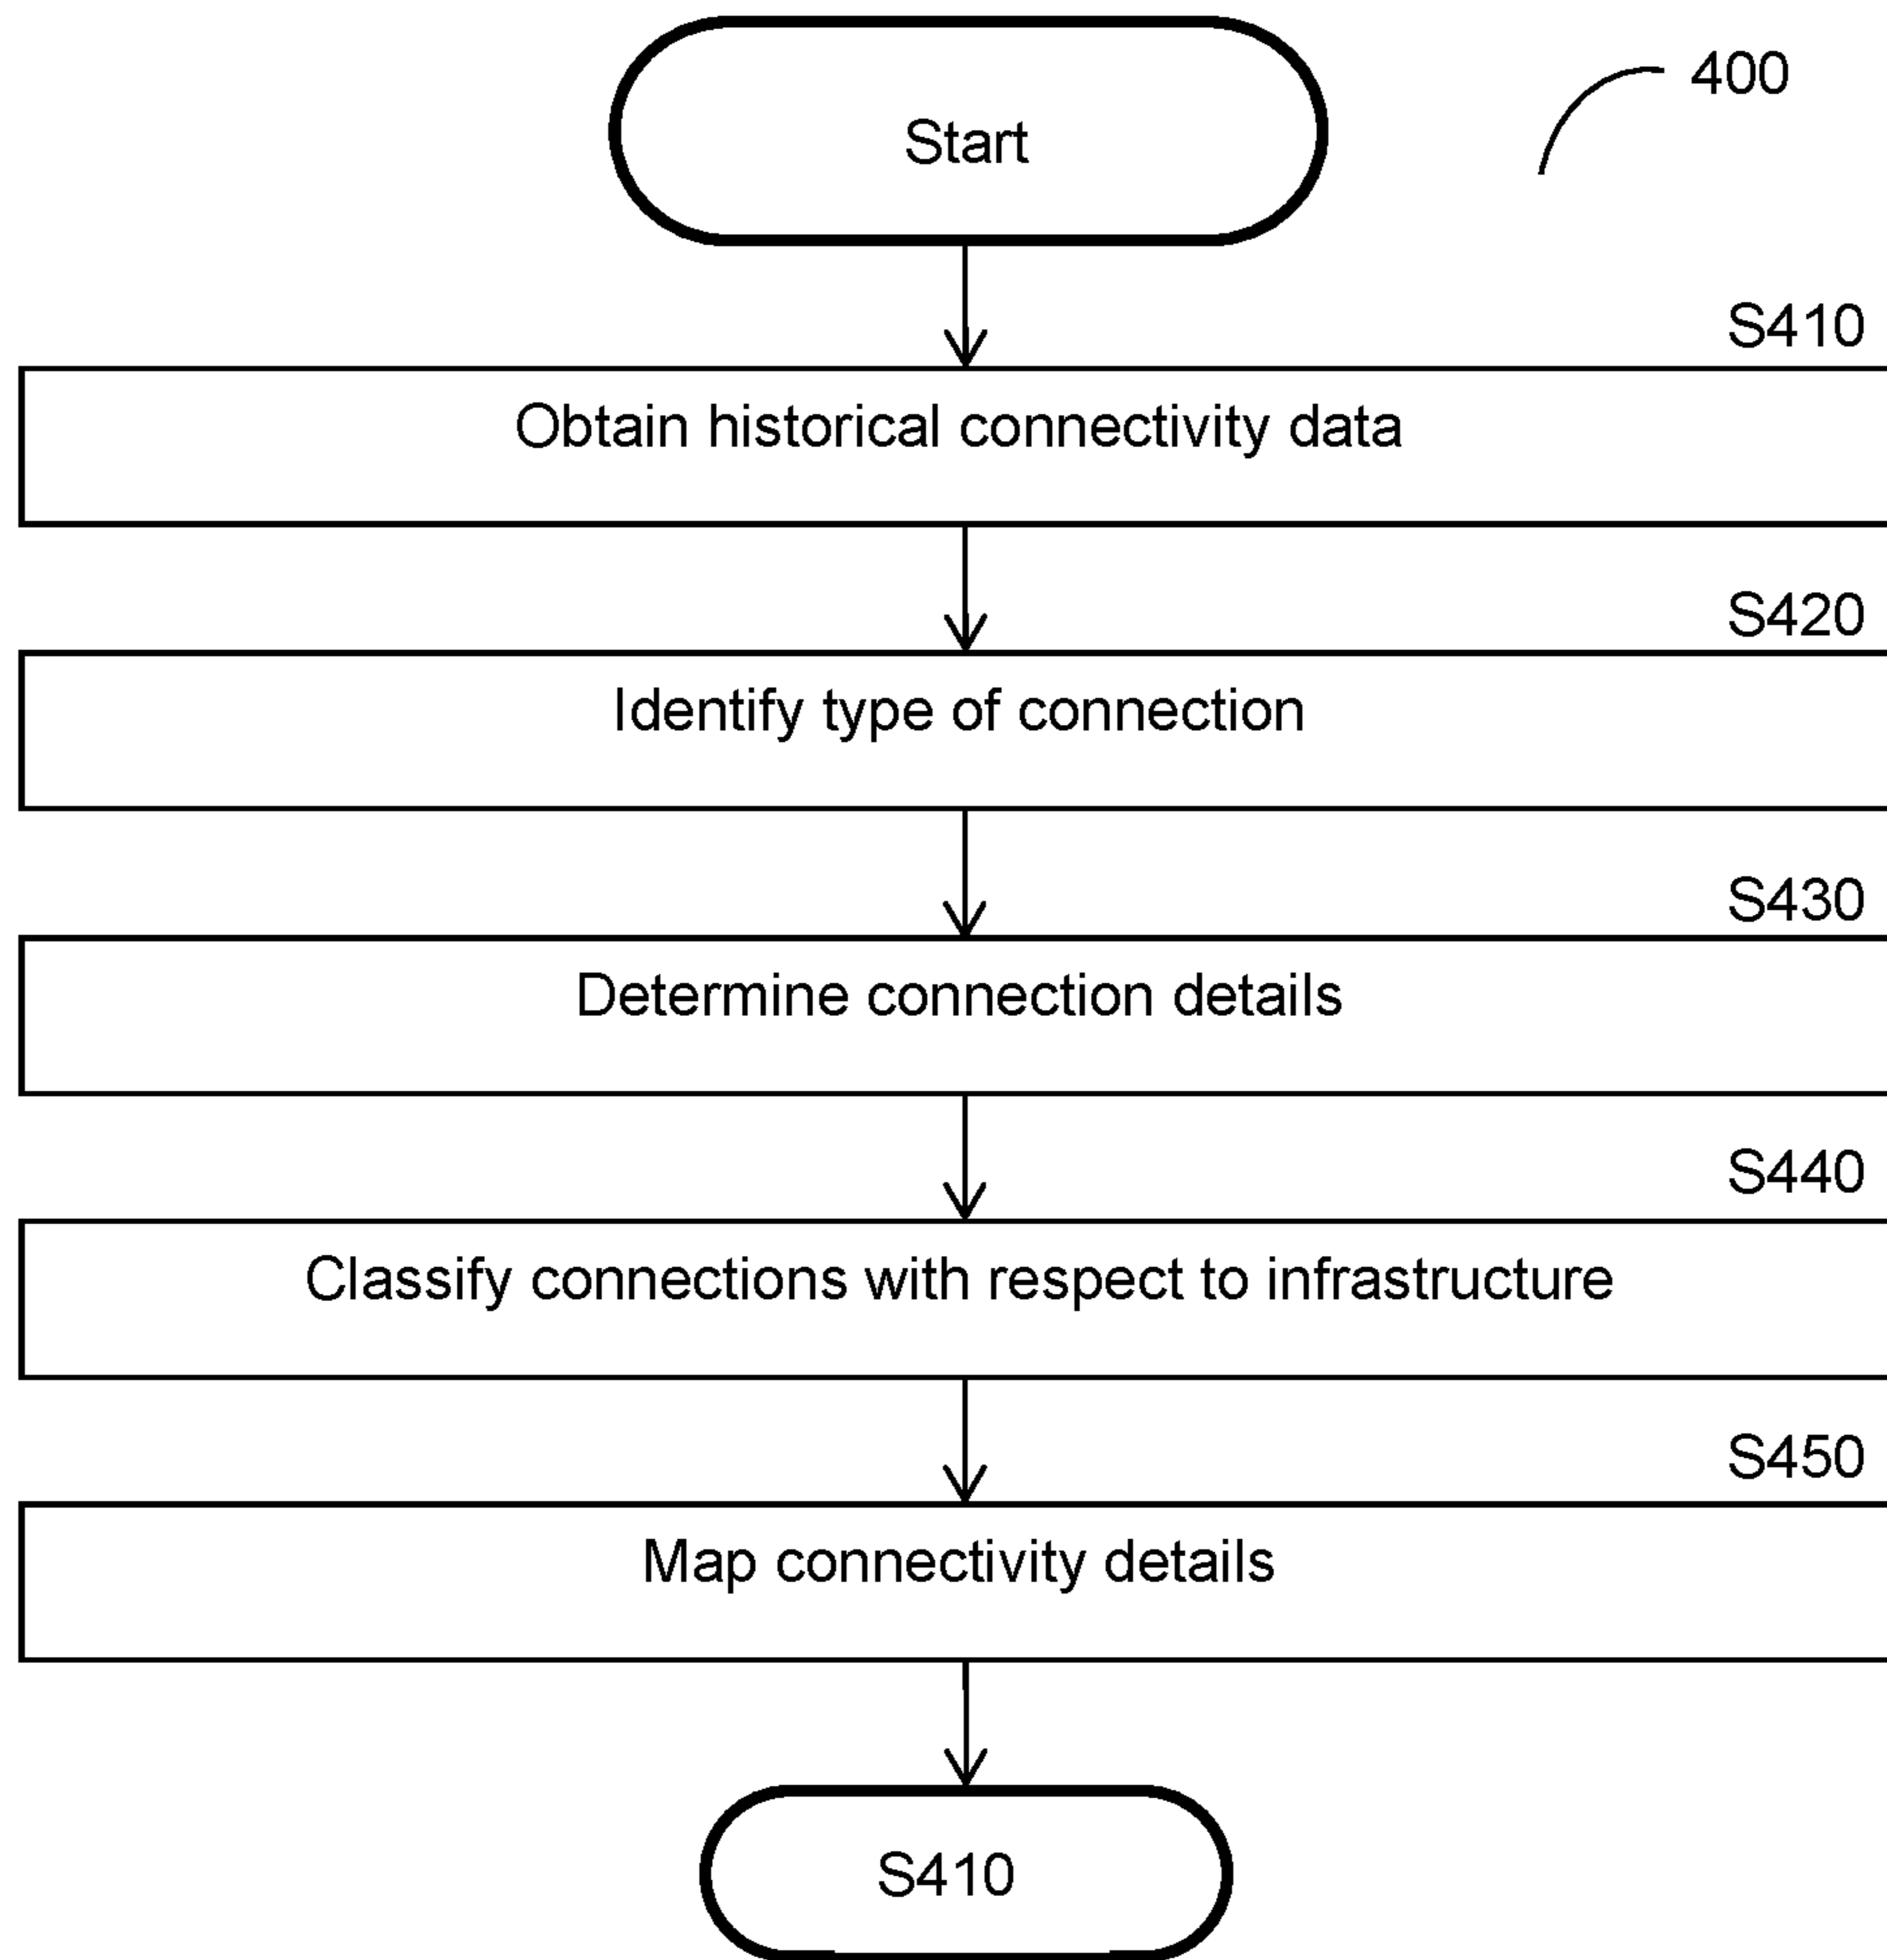 Start
400
S410
Obtain historical connectivity data
S420
Identify type of connection
S430
Determine connection details
S440
Classify connections with respect to infrastructure
S450
Map connectivity details
S410